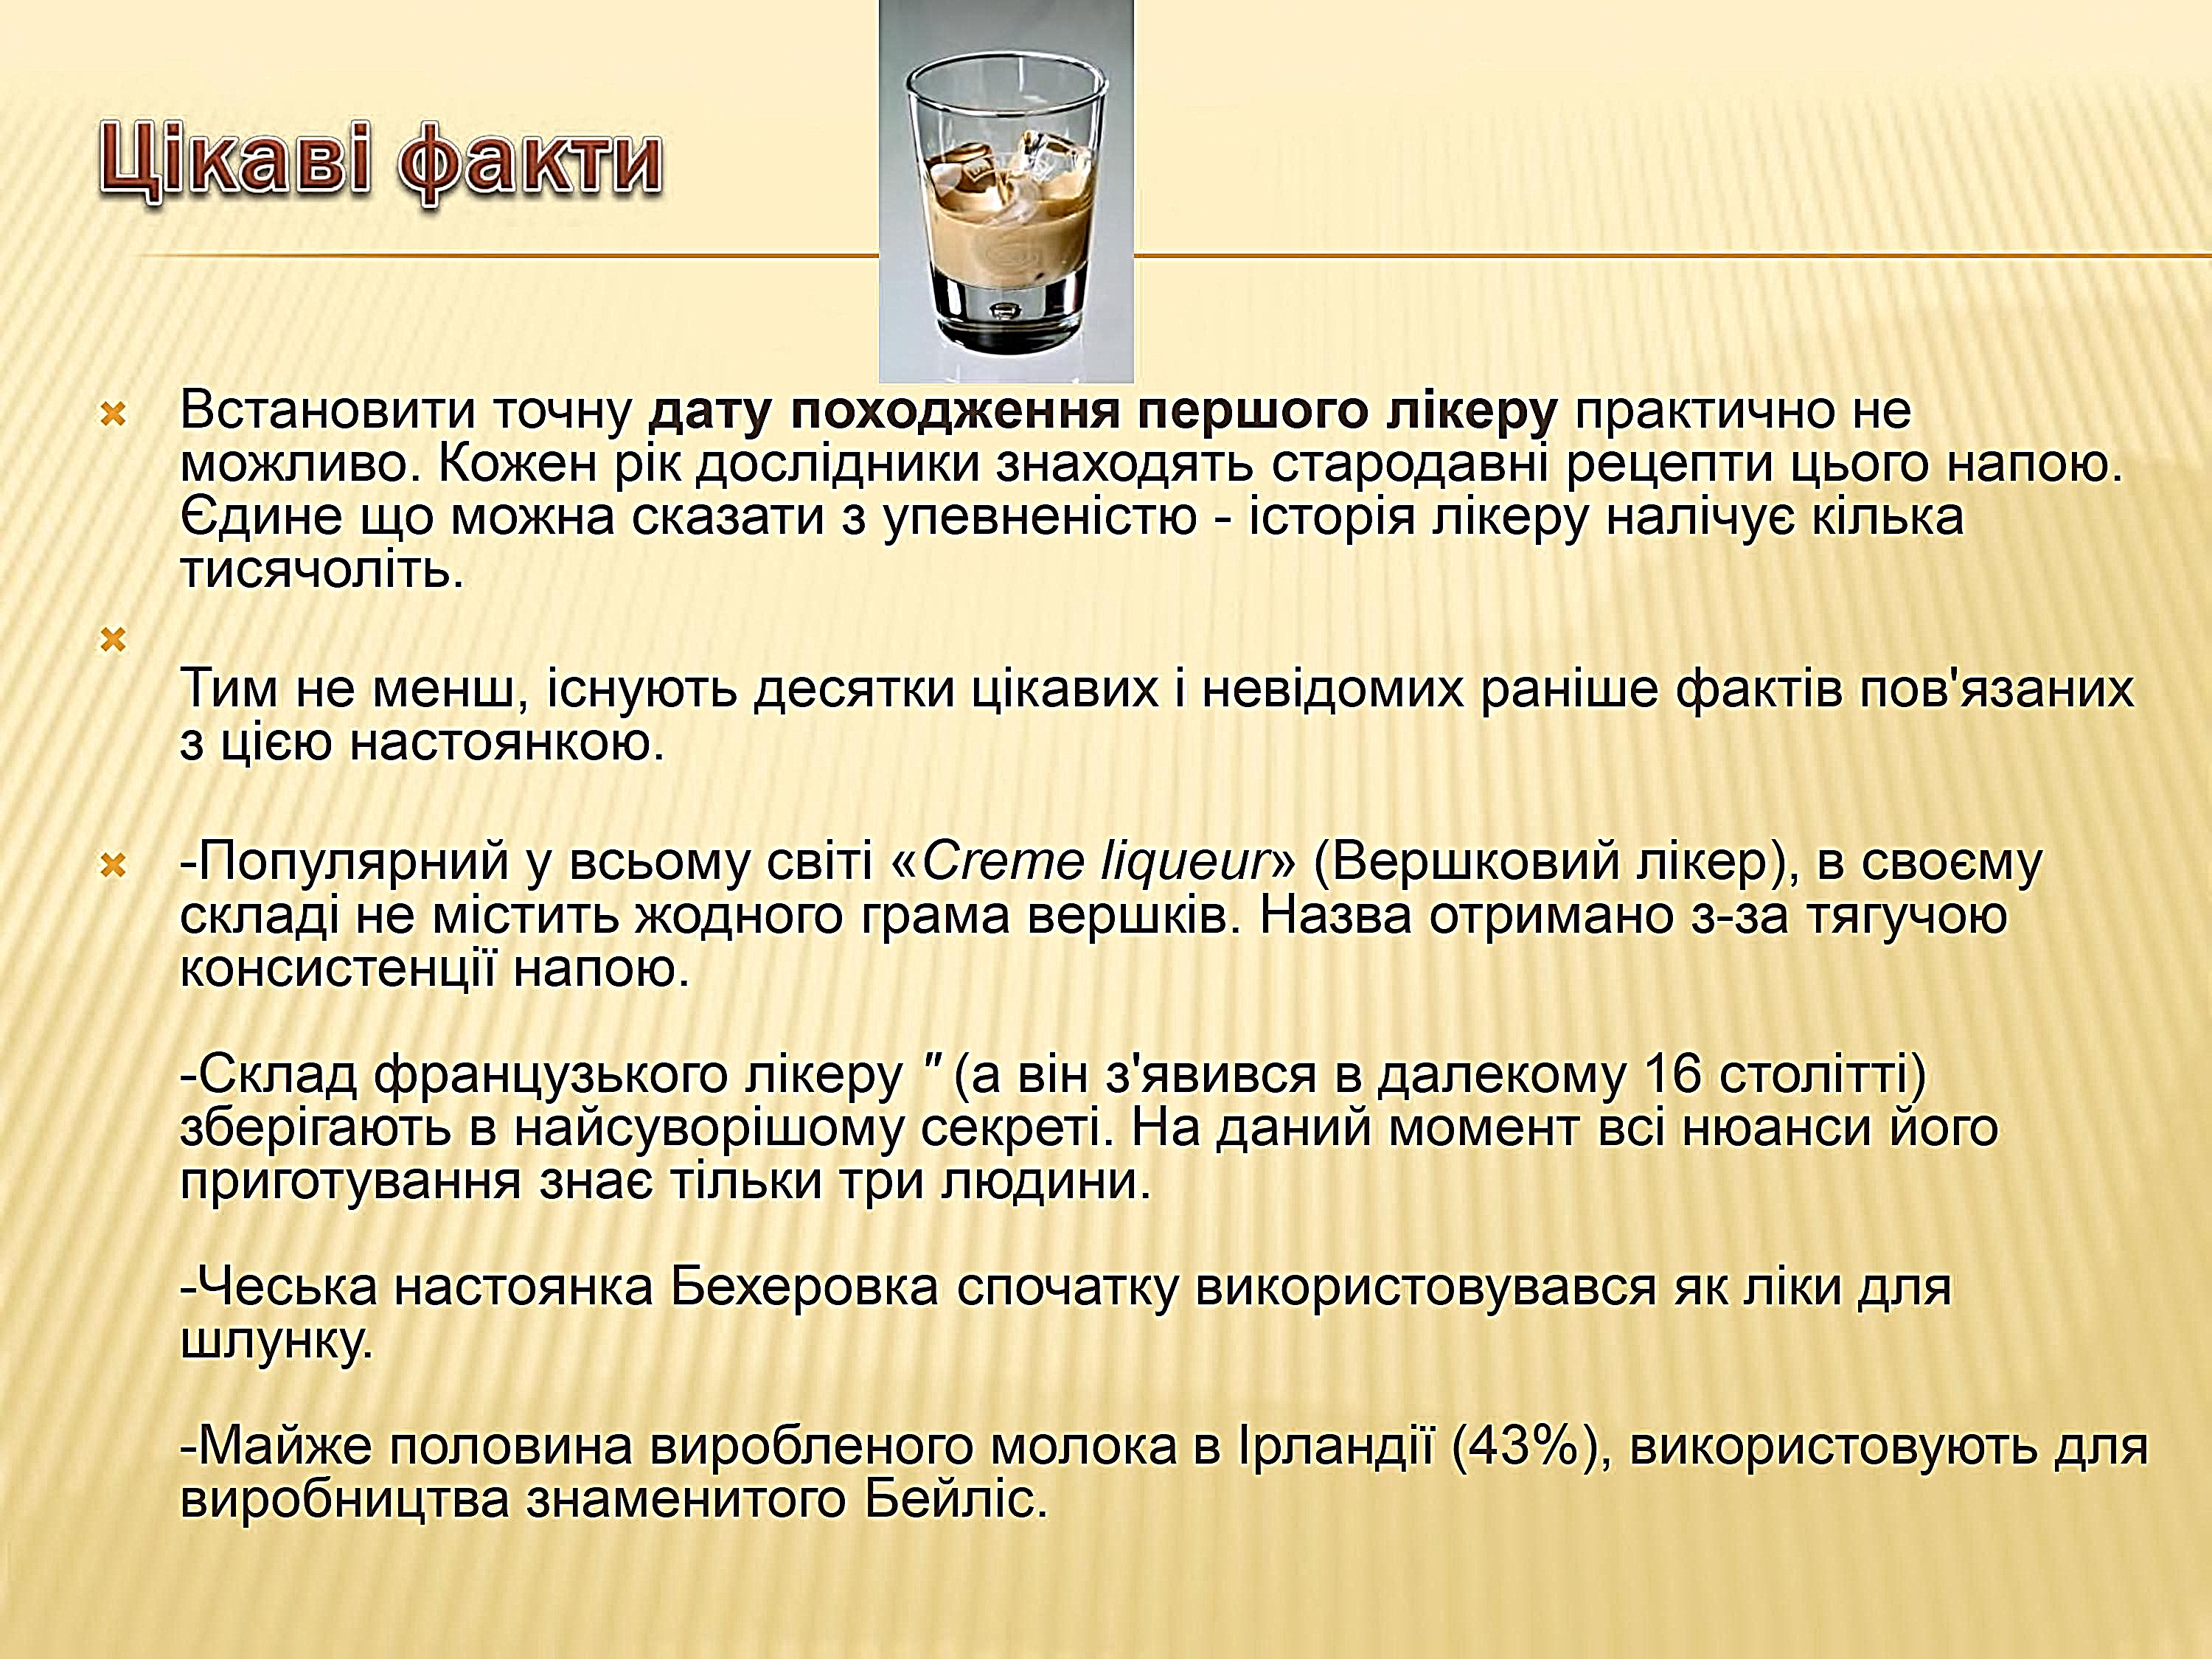 Цікаві факти
Встановити точну дату походження першого лікеру практично не
можливо. Кожен рік дослідники знаходять стародавні рецепти цього напою.
Єдине що можна сказати з упевненістю - історія лікеру налічує кілька
тисячоліть.
Тим не менш, існують десятки цікавих і невідомих раніше фактів пов'язаних
з цією настоянкою.
-Популярний у всьому світі «Creme liqueur» (Вершковий лікер), в своєму
складі не містить жодного грама вершків. Назва отримано з-за тягучою
консистенції напою.
-Склад французького лікеру " (а він з'явився в далекому 16 столітті)
зберігають в найсуворішому секреті. На даний момент всі нюанси його
приготування знає тільки три людини.
-Чеська настоянка Бехеровка спочатку використовувався як ліки для
шлунку.
-Майже половина виробленого молока в Ірландії (43%), використовують для
виробництва знаменитого Бейліс.